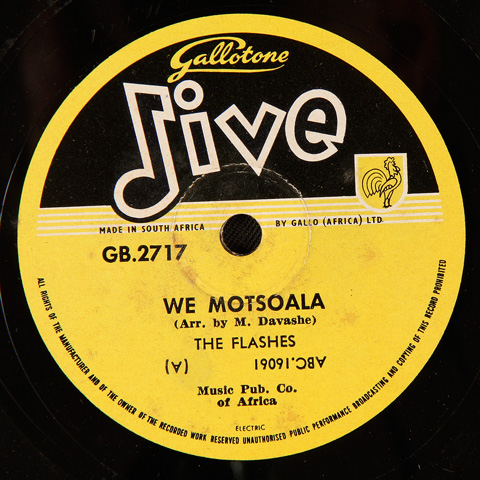 Gallotone
Jive
MADE IN SOUTH AFRICA BY GALLO (AFRICA) LTD.
GB.2717
WE MOTSOALA
(Arr. by M. Davashe)
THE FLASHES
ABC.16061 (A)
Music Pub. Co.
of Africa
ELECTRIC
ALL RIGHTS OF THE MANUFACTURER AND OF THE OWNER OF THE RECORDED WORK RESERVED UNAUTHORISED PUBLIC PERFORMANCE BROADCASTING AND COPYING OF THIS RECORD PROHIBITED